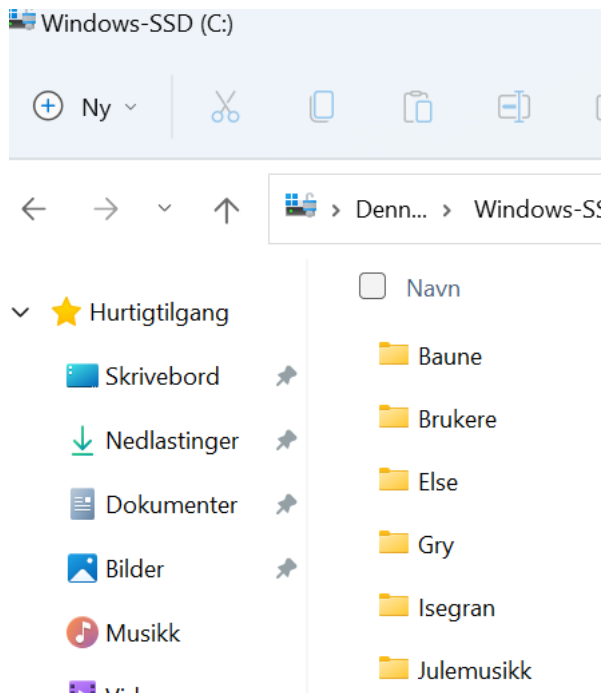 Windows-SSD (C:)
Ny
Denn... Windows-SS
Navn
Hurtigtilgang
Skrivebord
Nedlastinger
Dokumenter
Bilder
Musikk
Baune
Brukere
Else
Gry
Isegran
Julemusikk